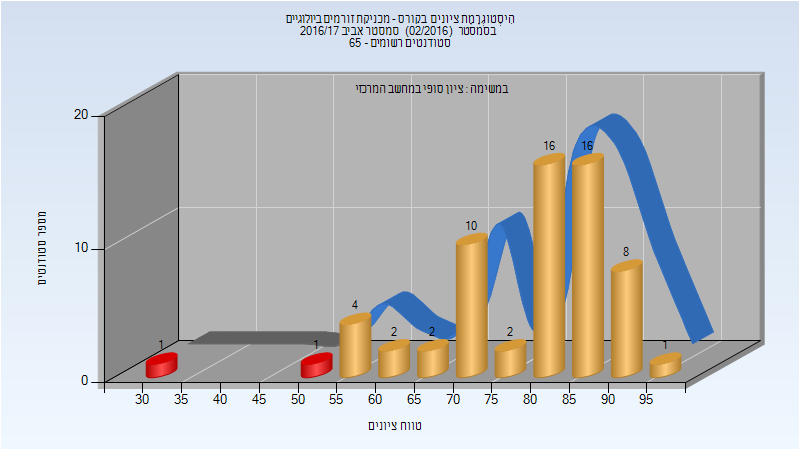 היסטוגרמת ציונים בקורס - מכניקת זורמים ביולוגיים
בסמסטר (02/2016) סמסטר אביב 2016/17
סטודנטים רשומים - 65
במשימה : ציון סופי במחשב המרכזי
מספר סטודנטים
20
10
0
1
1
4
2
2
10
2
16
16
8
1
30 35 40 45 50 55 60 65 70 75 80 85 90 95
טווח ציונים